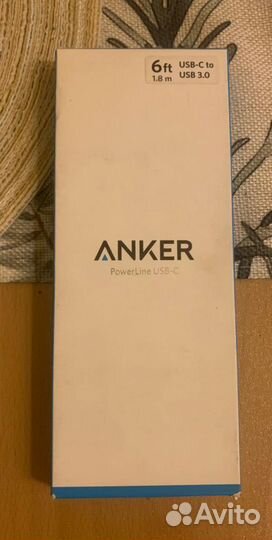 6ft
1.8 m
USB-C to
USB 3.0
ANKER
PowerLine USB-C
Avito